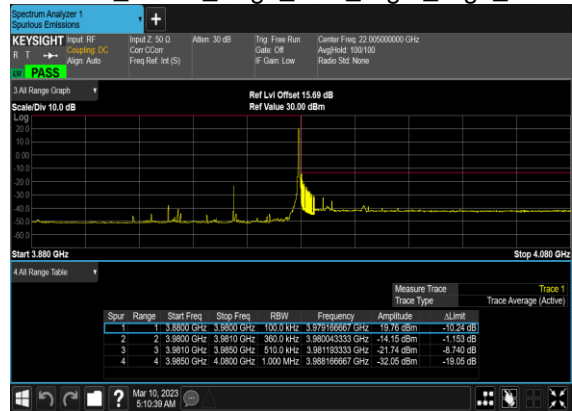 Spectrum Analyzer 1
Spurious Emissions
+
KEYSIGHT Input: RF Input Z: 50 Ω Atten: 30 dB Trig: Free Run Center Freq: 22.005000000 GHz
R T Coupling: DC Corr CCorr Gate: Off Avg|Hold: 100/100
Align: Auto Freq Ref: Int (S) IF Gain: Low Radio Std: None
PASS
3 All Range Graph
Ref Lvl Offset 15.69 dB
Scale/Div 10.0 dB Ref Value 30.00 dBm
Log
20.0
10.0
0.00
-10.0
-20.0
-30.0
-40.0
-50.0
-60.0
Start 3.880 GHz Stop 4.080 GHz
4 All Range Table
Measure Trace Trace 1
Trace Type Trace Average (Active)
Spur Range Start Freq Stop Freq RBW Frequency Amplitude ΔLimit
1 1 3.8800 GHz 3.9800 GHz 100.0 kHz 3.979166667 GHz 19.76 dBm -10.24 dB
2 2 3.9800 GHz 3.9810 GHz 360.0 kHz 3.980043333 GHz -14.15 dBm -1.153 dB
3 3 3.9810 GHz 3.9850 GHz 510.0 kHz 3.981193333 GHz -21.74 dBm -8.740 dB
4 4 3.9850 GHz 4.0800 GHz 1.000 MHz 3.988166667 GHz -32.05 dBm -19.05 dB
? Mar 10, 2023
5:10:39 AM